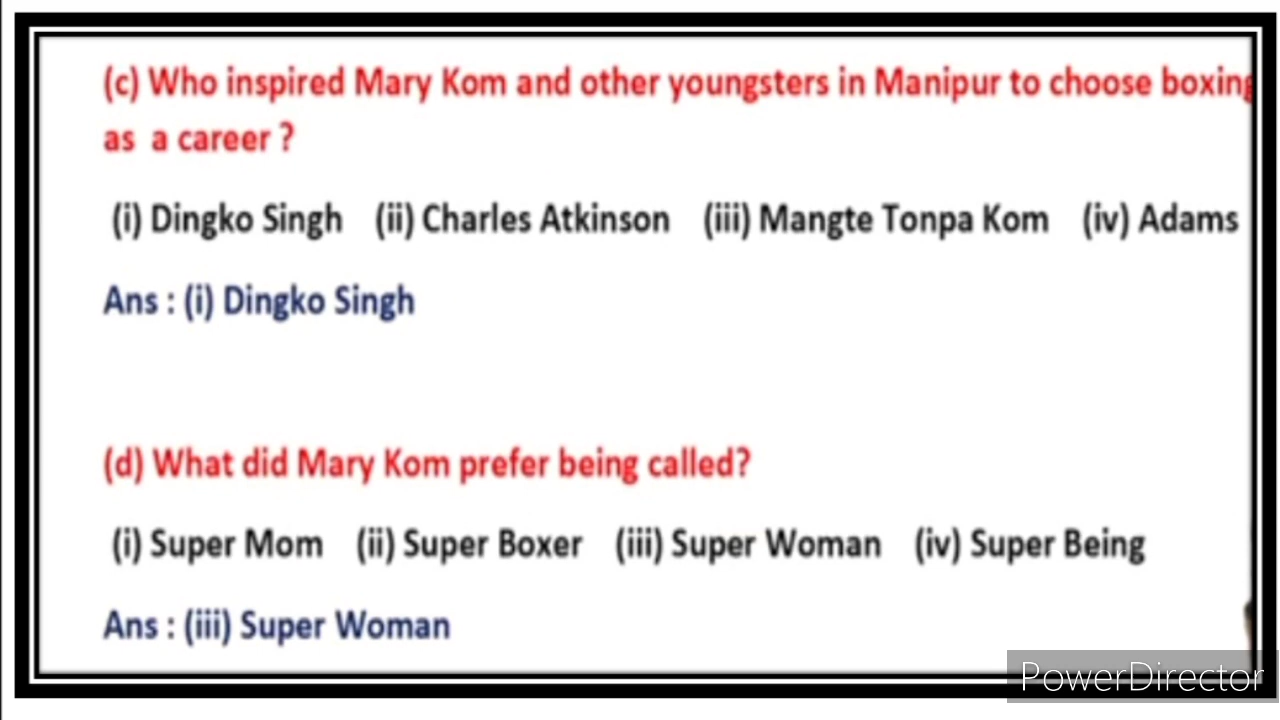 (c) Who inspired Mary Kom and other youngsters in Manipur to choose boxing
as a career ?
(i) Dingko Singh (ii) Charles Atkinson (iii) Mangte Tonpa Kom (iv) Adams
Ans : (i) Dingko Singh
(d) What did Mary Kom prefer being called?
(i) Super Mom (ii) Super Boxer (iii) Super Woman (iv) Super Being
Ans : (iii) Super Woman
PowerDirector